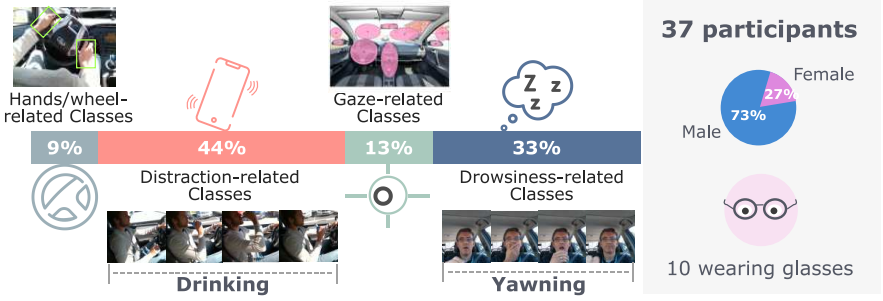 Hands/wheel-
related Classes
9%
44%
Distraction-related
Classes
Drinking
Gaze-related
Classes
13%
Z z
z
33%
Drowsiness-related
Classes
Yawning
37 participants
Female
27%
73%
Male
10 wearing glasses